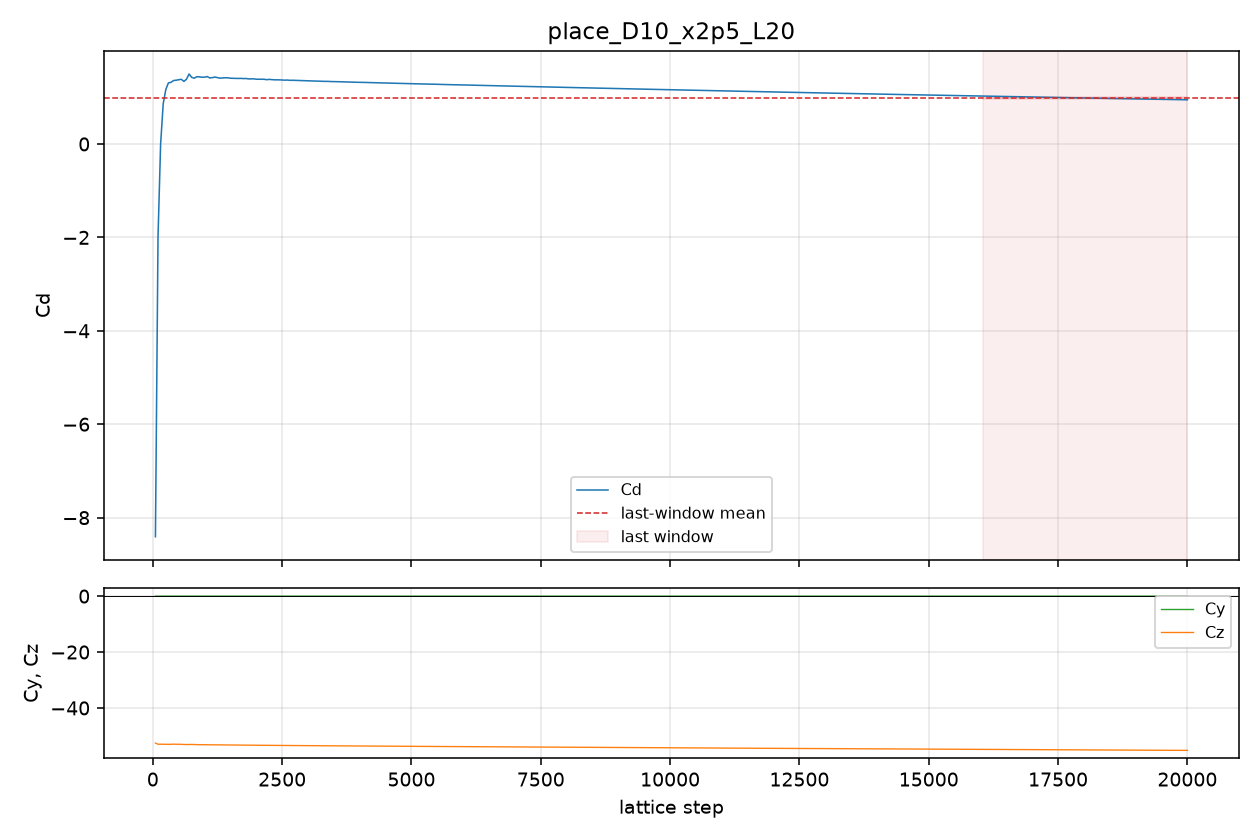 place_D10_x2p5_L20
Cd
0
−2
−4
−6
−8
Cd
last-window mean
last window
Cy, Cz
0
−20
−40
Cy
Cz
0 2500 5000 7500 10000 12500 15000 17500 20000
lattice step